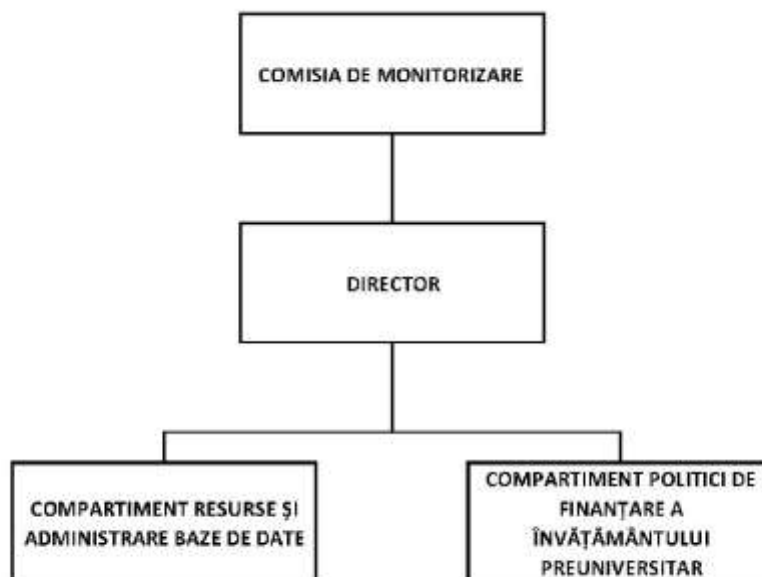 COMISIA DE MONITORIZARE
DIRECTOR
COMPARTIMENT RESURSE ȘI
ADMINISTRARE BAZE DE DATE
COMPARTIMENT POLITICI DE
FINANȚARE A
ÎNVĂȚĂMÂNTULUI
PREUNIVERSITAR